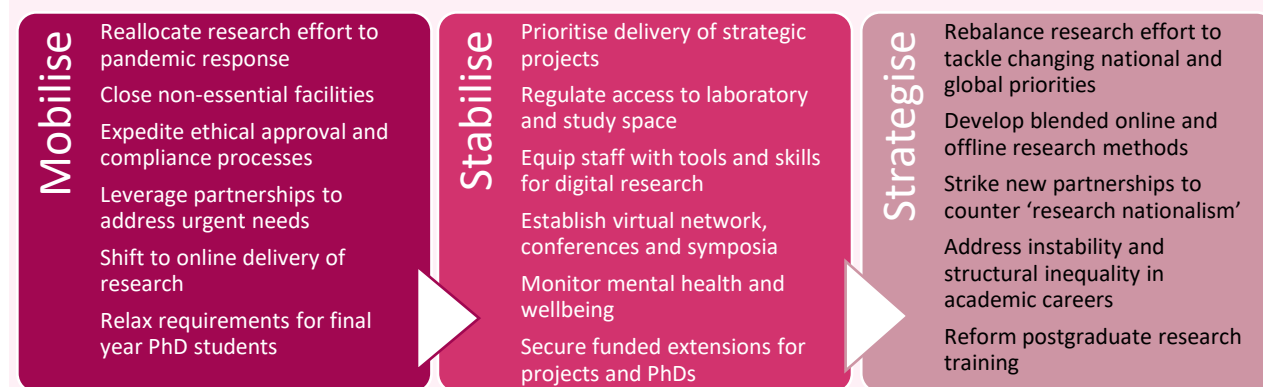 Mobilise
Reallocate research effort to
pandemic response
Close non-essential facilities
Expedite ethical approval and
compliance processes
Leverage partnerships to
address urgent needs
Shift to online delivery of
research
Relax requirements for final
year PhD students
Stabilise
Prioritise delivery of strategic
projects
Regulate access to laboratory
and study space
Equip staff with tools and skills
for digital research
Establish virtual network,
conferences and symposia
Monitor mental health and
wellbeing
Secure funded extensions for
projects and PhDs
Strategise
Rebalance research effort to
tackle changing national and
global priorities
Develop blended online and
offline research methods
Strike new partnerships to
counter ‘research nationalism’
Address instability and
structural inequality in
academic careers
Reform postgraduate research
training